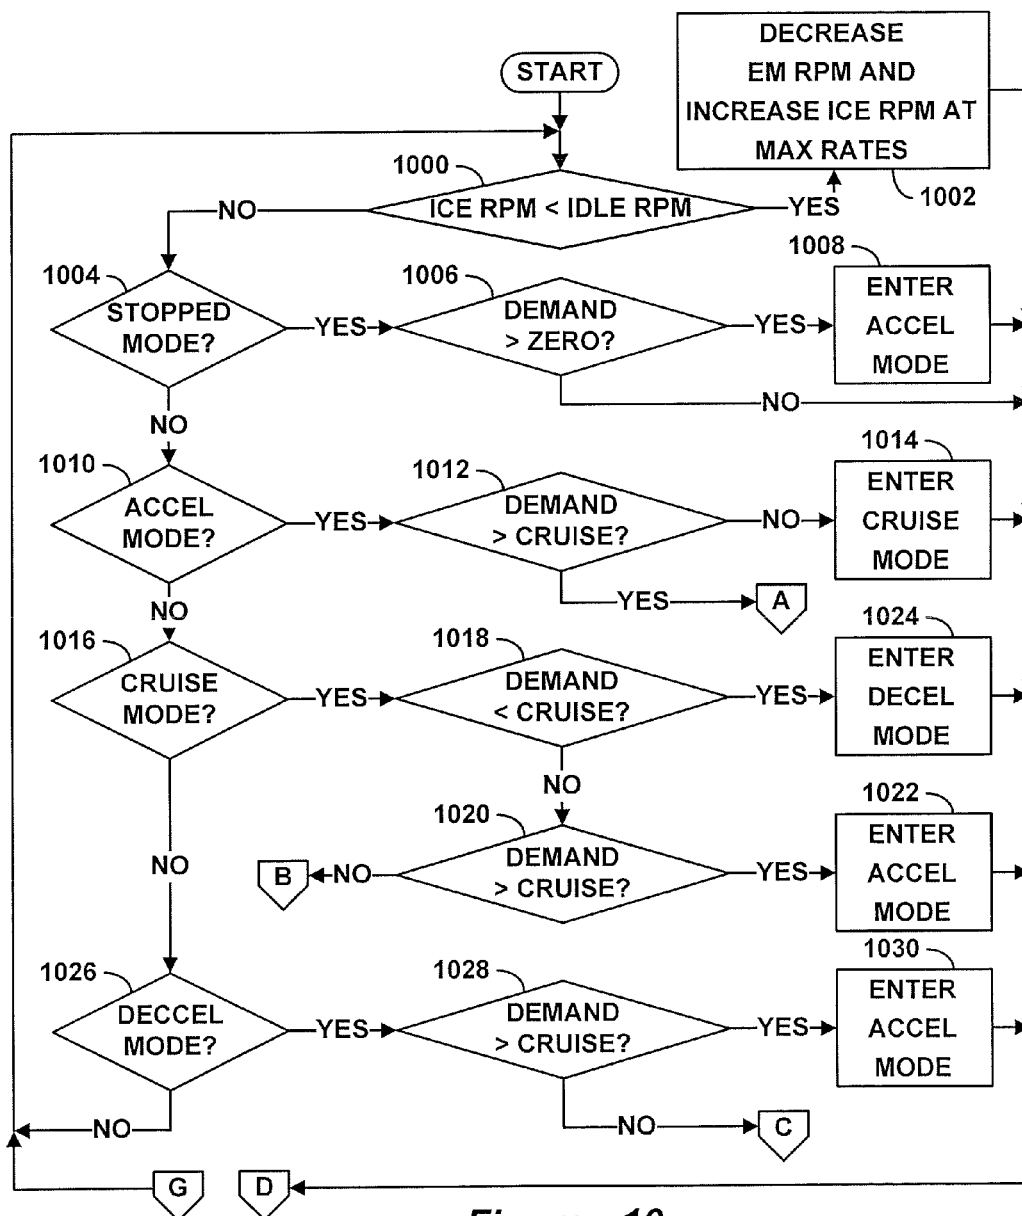 DECREASE
EM RPM AND
INCREASE ICE RPM AT
MAX RATES
START
1000
1002
ICE RPM < IDLE RPM
YES
NO
1004
STOPPED
MODE?
YES
1006
DEMAND
> ZERO?
YES
1008
ENTER
ACCEL
MODE
NO
NO
1010
ACCEL
MODE?
YES
1012
DEMAND
> CRUISE?
NO
1014
ENTER
CRUISE
MODE
YES
A
NO
1016
CRUISE
MODE?
YES
1018
DEMAND
< CRUISE?
YES
1024
ENTER
DECEL
MODE
NO
1020
DEMAND
> CRUISE?
YES
1022
ENTER
ACCEL
MODE
NO
B
NO
1026
DECCEL
MODE?
YES
1028
DEMAND
> CRUISE?
YES
1030
ENTER
ACCEL
MODE
NO
NO
C
G
D